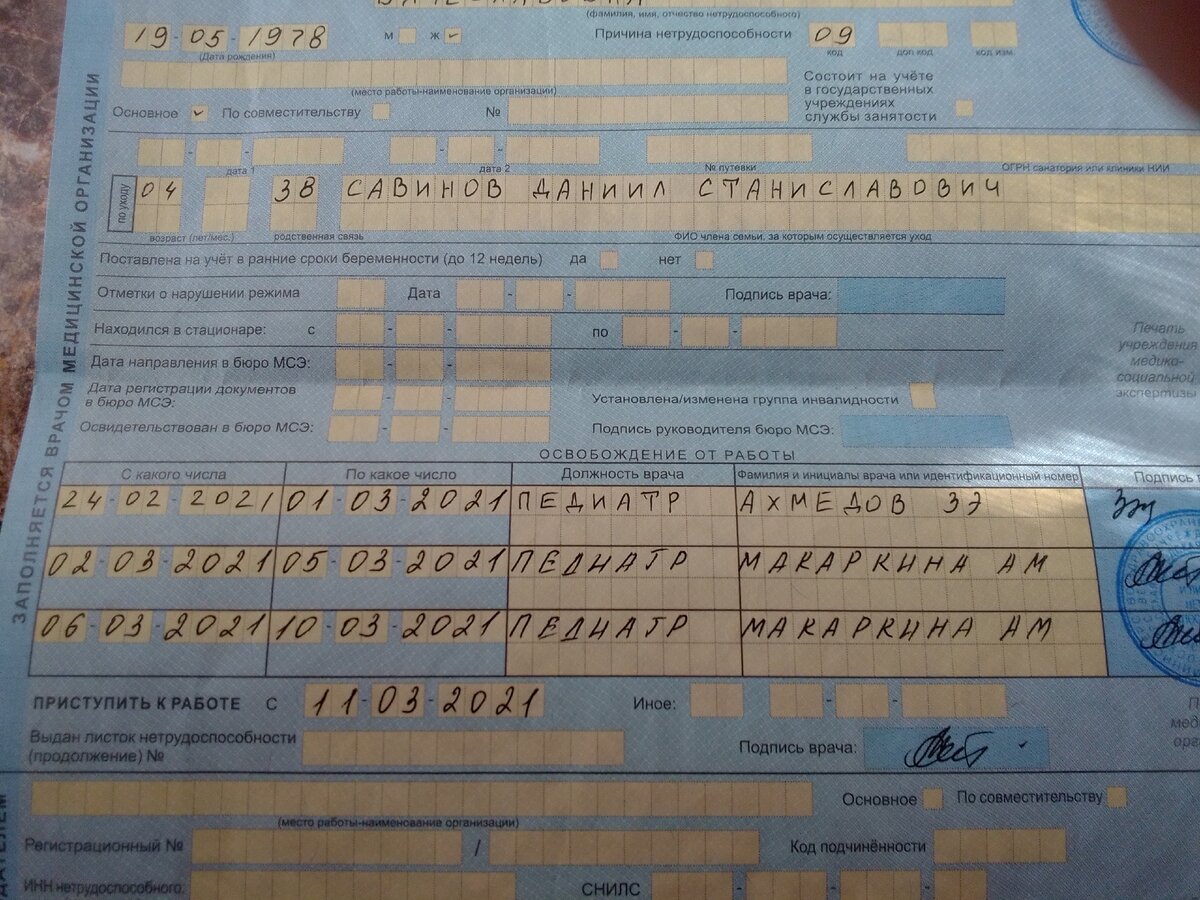 (фамилия, имя, отчество нетрудоспособного)
19-05-1978 м ж ✓ Причина нетрудоспособности 09
(Дата рождения) код доп код код изм.
(место работы-наименование организации)
Состоит на учёте
в государственных
учреждениях
службы занятости
Основное ✓ По совместительству №
дата 1 дата 2 № путевки ОГРН санатория или клиники НИИ
по уходу 04 38 САВИНОВ ДАНИИЛ СТАНИСЛАВОВИЧ
возраст (лет/мес.) родственная связь ФИО члена семьи, за которым осуществляется уход
Поставлена на учёт в ранние сроки беременности (до 12 недель) да нет
Отметки о нарушении режима Дата - - Подпись врача:
Находился в стационаре: с - - по - -
Дата направления в бюро МСЭ: - -
Дата регистрации документов
в бюро МСЭ: - - Установлена/изменена группа инвалидности
Освидетельствован в бюро МСЭ: - - Подпись руководителя бюро МСЭ:
Печать
учреждения
медико-
социальной
экспертизы
ЗАПОЛНЯЕТСЯ ВРАЧОМ МЕДИЦИНСКОЙ ОРГАНИЗАЦИИ
ОСВОБОЖДЕНИЕ ОТ РАБОТЫ
С какого числа По какое число Должность врача Фамилия и инициалы врача или идентификационный номер Подпись
24-02-2021 01-03-2021 ПЕДИАТР АХМЕДОВ ЗЭ
02-03-2021 05-03-2021 ПЕДИАТР МАКАРКИНА АМ
06-03-2021 10-03-2021 ПЕДИАТР МАКАРКИНА АМ
ПРИСТУПИТЬ К РАБОТЕ С 11-03-2021 Иное: - -
Выдан листок нетрудоспособности
(продолжение) № Подпись врача:
Основное По совместительству
(место работы-наименование организации)
Регистрационный № / Код подчинённости
ИНН нетрудоспособного: СНИЛС - - -